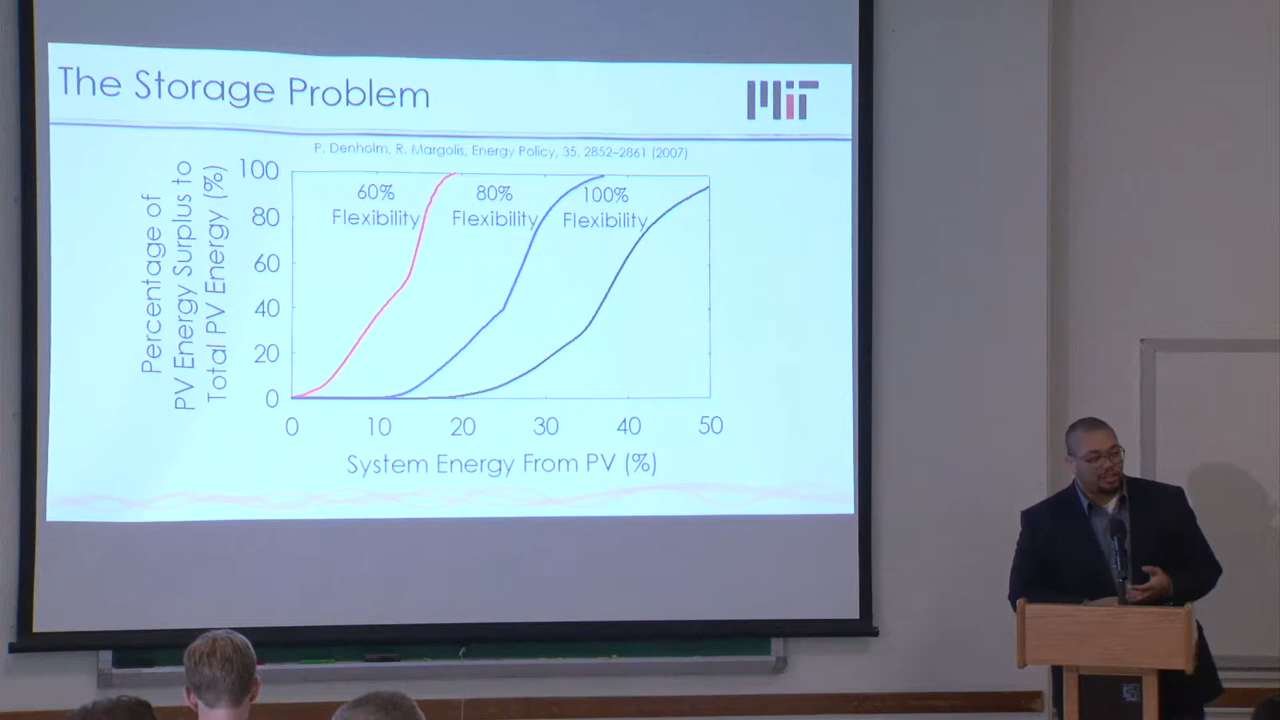 The Storage Problem
MIT
P. Denholm, R. Margolis, Energy Policy, 35, 2852–2861 (2007)
Percentage of
PV Energy Surplus to
Total PV Energy (%)
100
80
60
40
20
0
60%
Flexibility
80%
Flexibility
100%
Flexibility
0 10 20 30 40 50
System Energy From PV (%)